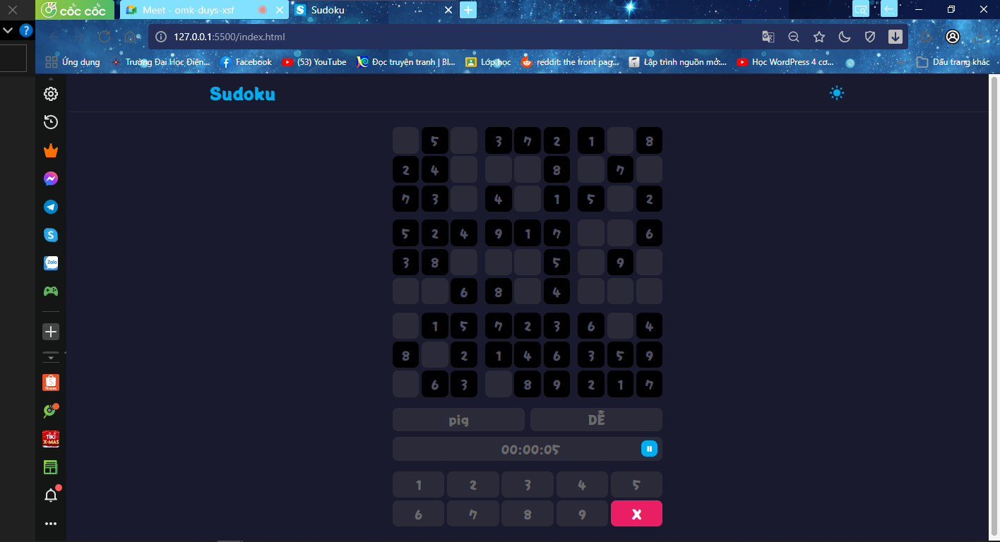 cốc cốc
Meet - omk-duys-xsf
Sudoku
127.0.0.1:5500/index.html
Ứng dụng
Trường Đại Học Điện...
Facebook
(53) YouTube
Đọc truyện tranh | Bl...
Lớp học
reddit: the front pag...
Lập trình nguồn mở:...
Học WordPress 4 cơ...
Dấu trang khác
Sudoku
5 3 7 2 1 8
2 4 8 7
7 3 4 1 5 2
5 2 4 9 1 7 6
3 8 5 9
6 8 4
1 5 7 2 3 6 4
8 2 1 4 6 3 5 9
6 3 8 9 2 1 7
pig
DỄ
00:00:05
1 2 3 4 5
6 7 8 9 X
Zalo
Shopee
TIKI
X-MAS